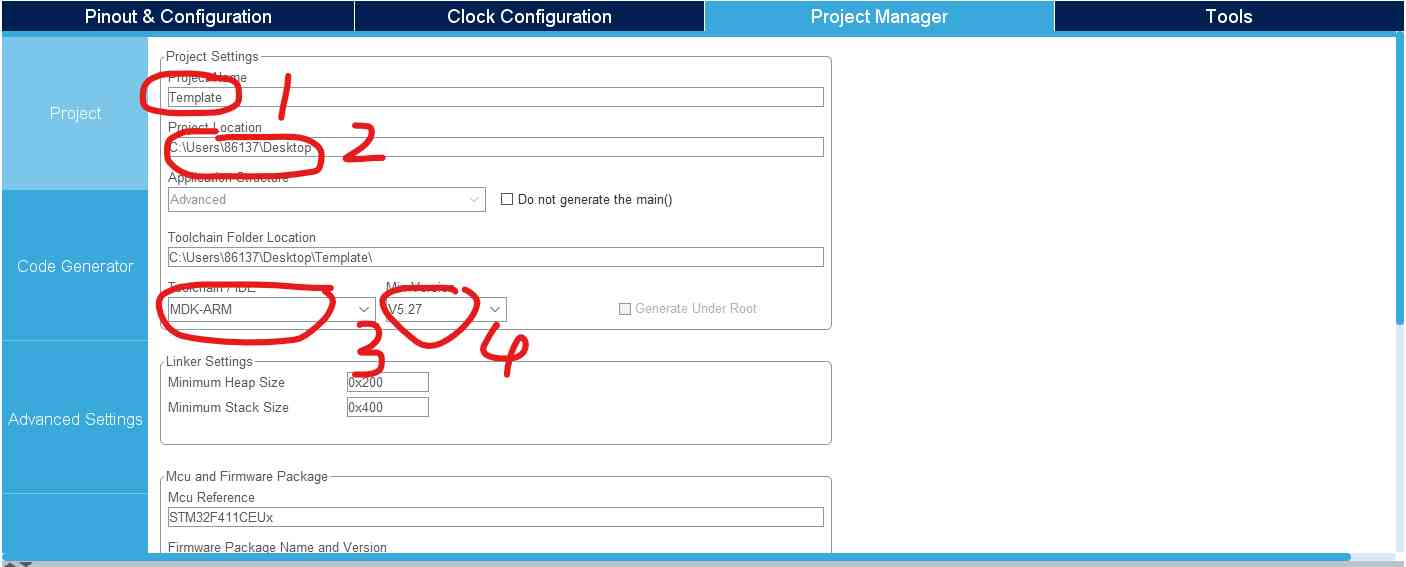 Pinout & Configuration
Clock Configuration
Project Manager
Tools
Project
Code Generator
Advanced Settings
Project Settings
Project Name
Template
1
Project Location
C:\Users\86137\Desktop
2
Application Structure
Advanced
Do not generate the main()
Toolchain Folder Location
C:\Users\86137\Desktop\Template\
Toolchain / IDE
Min Version
MDK-ARM
V5.27
Generate Under Root
3
4
Linker Settings
Minimum Heap Size
0x200
Minimum Stack Size
0x400
Mcu and Firmware Package
Mcu Reference
STM32F411CEUx
Firmware Package Name and Version